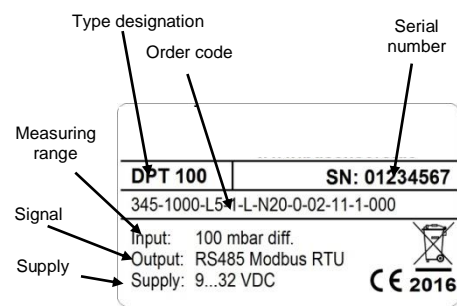 Type designation
Serial
number
Order code
Measuring
range
DPT 100
SN: 01234567
345-1000-L5-1-L-N20-0-02-11-1-000
Signal
Input: 100 mbar diff.
Output: RS485 Modbus RTU
Supply
Supply: 9...32 VDC
CE 2016